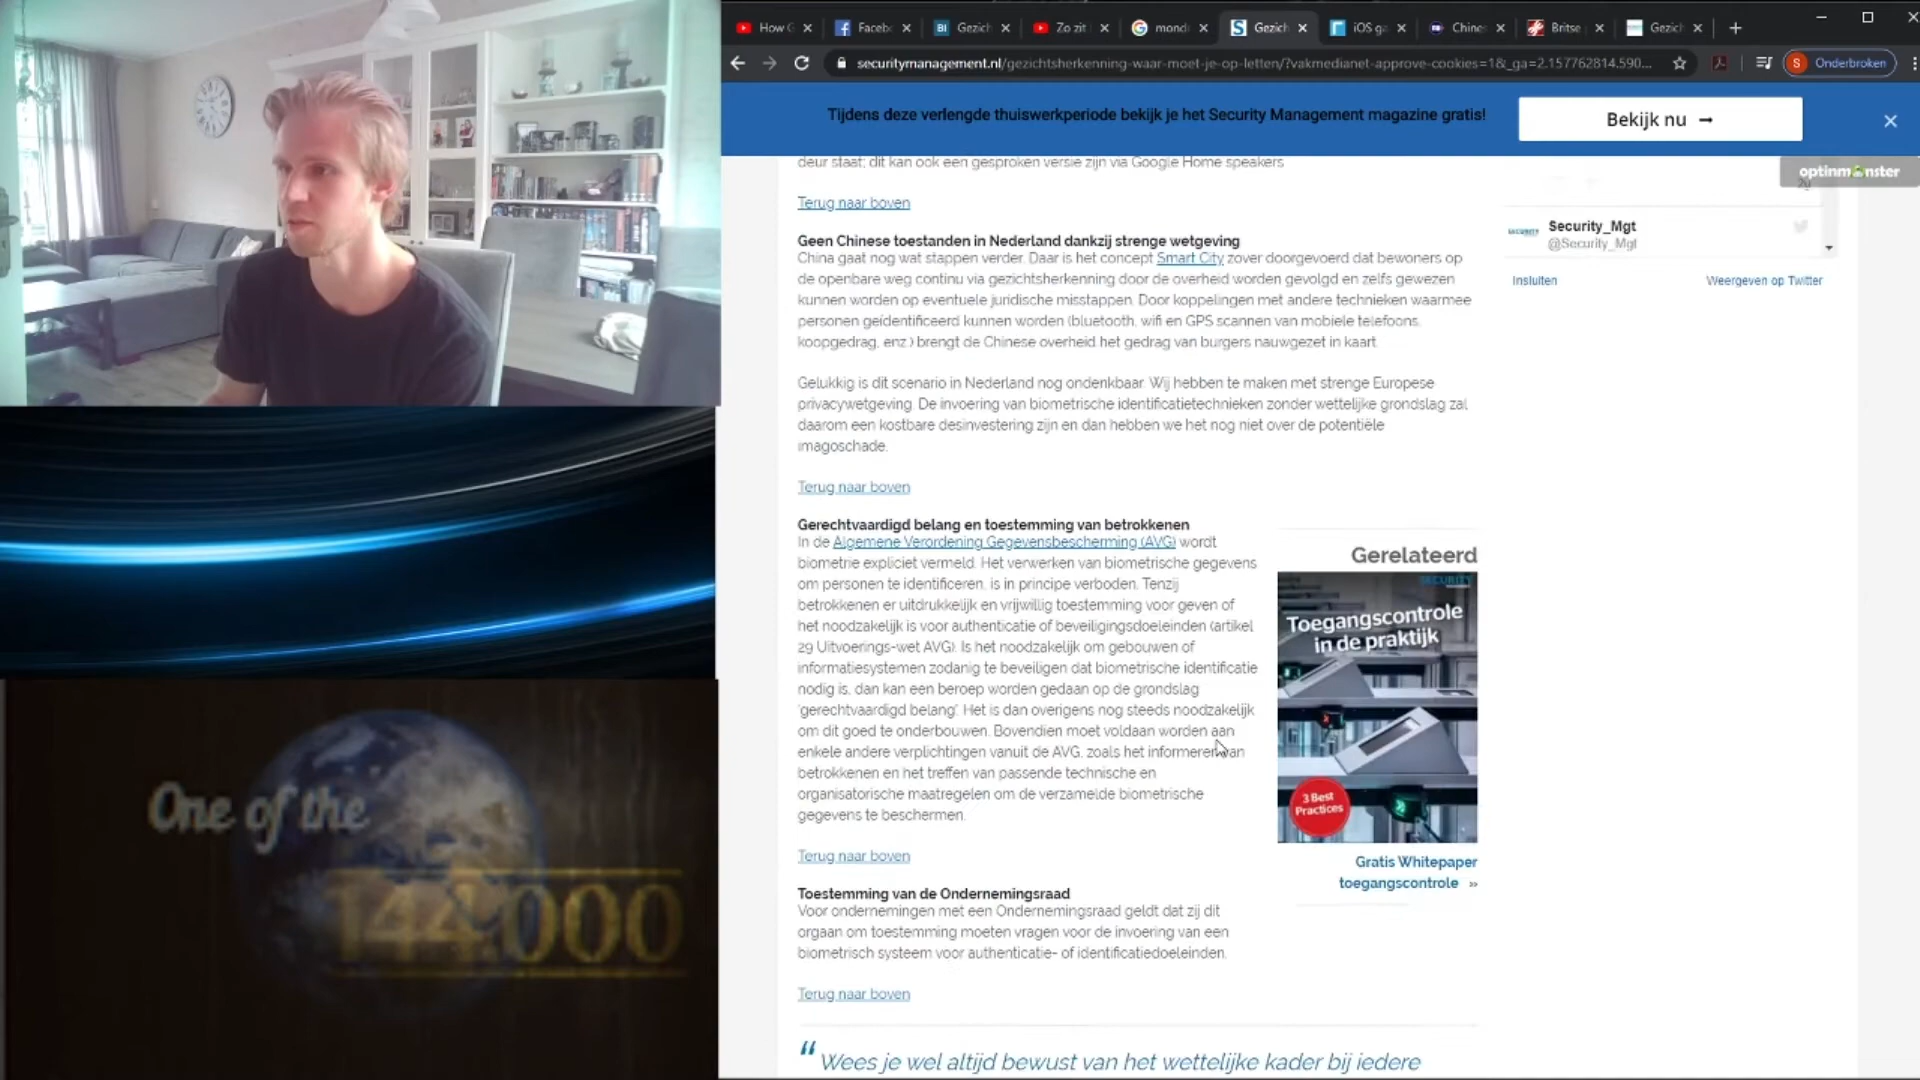 How G
Faceb
Gezich
Zo zit
mond
Gezich
iOS g
Chine
Britse
Gezich
securitymanagement.nl/gezichtsherkenning-waar-moet-je-op-letten/?vakmedianet-approve-cookies=1&_ga=2.157762814.590...
S Onderbroken
Tijdens deze verlengde thuiswerkperiode bekijk je het Security Management magazine gratis!
Bekijk nu →
optinmonster
deur staat; dit kan ook een gesproken versie zijn via Google Home speakers
Terug naar boven
Security_Mgt
@Security_Mgt
Insluiten
Weergeven op Twitter
Geen Chinese toestanden in Nederland dankzij strenge wetgeving
China gaat nog wat stappen verder. Daar is het concept Smart City zover doorgevoerd dat bewoners op
de openbare weg continu via gezichtsherkenning door de overheid worden gevolgd en zelfs gewezen
kunnen worden op eventuele juridische misstappen. Door koppelingen met andere technieken waarmee
personen geïdentificeerd kunnen worden (bluetooth, wifi en GPS scannen van mobiele telefoons,
koopgedrag, enz.) brengt de Chinese overheid het gedrag van burgers nauwgezet in kaart.
Gelukkig is dit scenario in Nederland nog ondenkbaar. Wij hebben te maken met strenge Europese
privacywetgeving. De invoering van biometrische identificatietechnieken zonder wettelijke grondslag zal
daarom een kostbare desinvestering zijn en dan hebben we het nog niet over de potentiële
imagoschade.
Terug naar boven
Gerechtvaardigd belang en toestemming van betrokkenen
In de Algemene Verordening Gegevensbescherming (AVG) wordt
biometrie expliciet vermeld. Het verwerken van biometrische gegevens
om personen te identificeren, is in principe verboden. Tenzij
betrokkenen er uitdrukkelijk en vrijwillig toestemming voor geven of
het noodzakelijk is voor authenticatie of beveiligingsdoeleinden (artikel
29 Uitvoerings-wet AVG). Is het noodzakelijk om gebouwen of
informatiesystemen zodanig te beveiligen dat biometrische identificatie
nodig is, dan kan een beroep worden gedaan op de grondslag
'gerechtvaardigd belang'. Het is dan overigens nog steeds noodzakelijk
om dit goed te onderbouwen. Bovendien moet voldaan worden aan
enkele andere verplichtingen vanuit de AVG, zoals het informeren van
betrokkenen en het treffen van passende technische en
organisatorische maatregelen om de verzamelde biometrische
gegevens te beschermen.
Gerelateerd
SECURITY
Toegangscontrole
in de praktijk
3 Best
Practices
Gratis Whitepaper
toegangscontrole »
Terug naar boven
Toestemming van de Ondernemingsraad
Voor ondernemingen met een Ondernemingsraad geldt dat zij dit
orgaan om toestemming moeten vragen voor de invoering van een
biometrisch systeem voor authenticatie- of identificatiedoeleinden.
Terug naar boven
“ Wees je wel altijd bewust van het wettelijke kader bij iedere
One of the
144.000